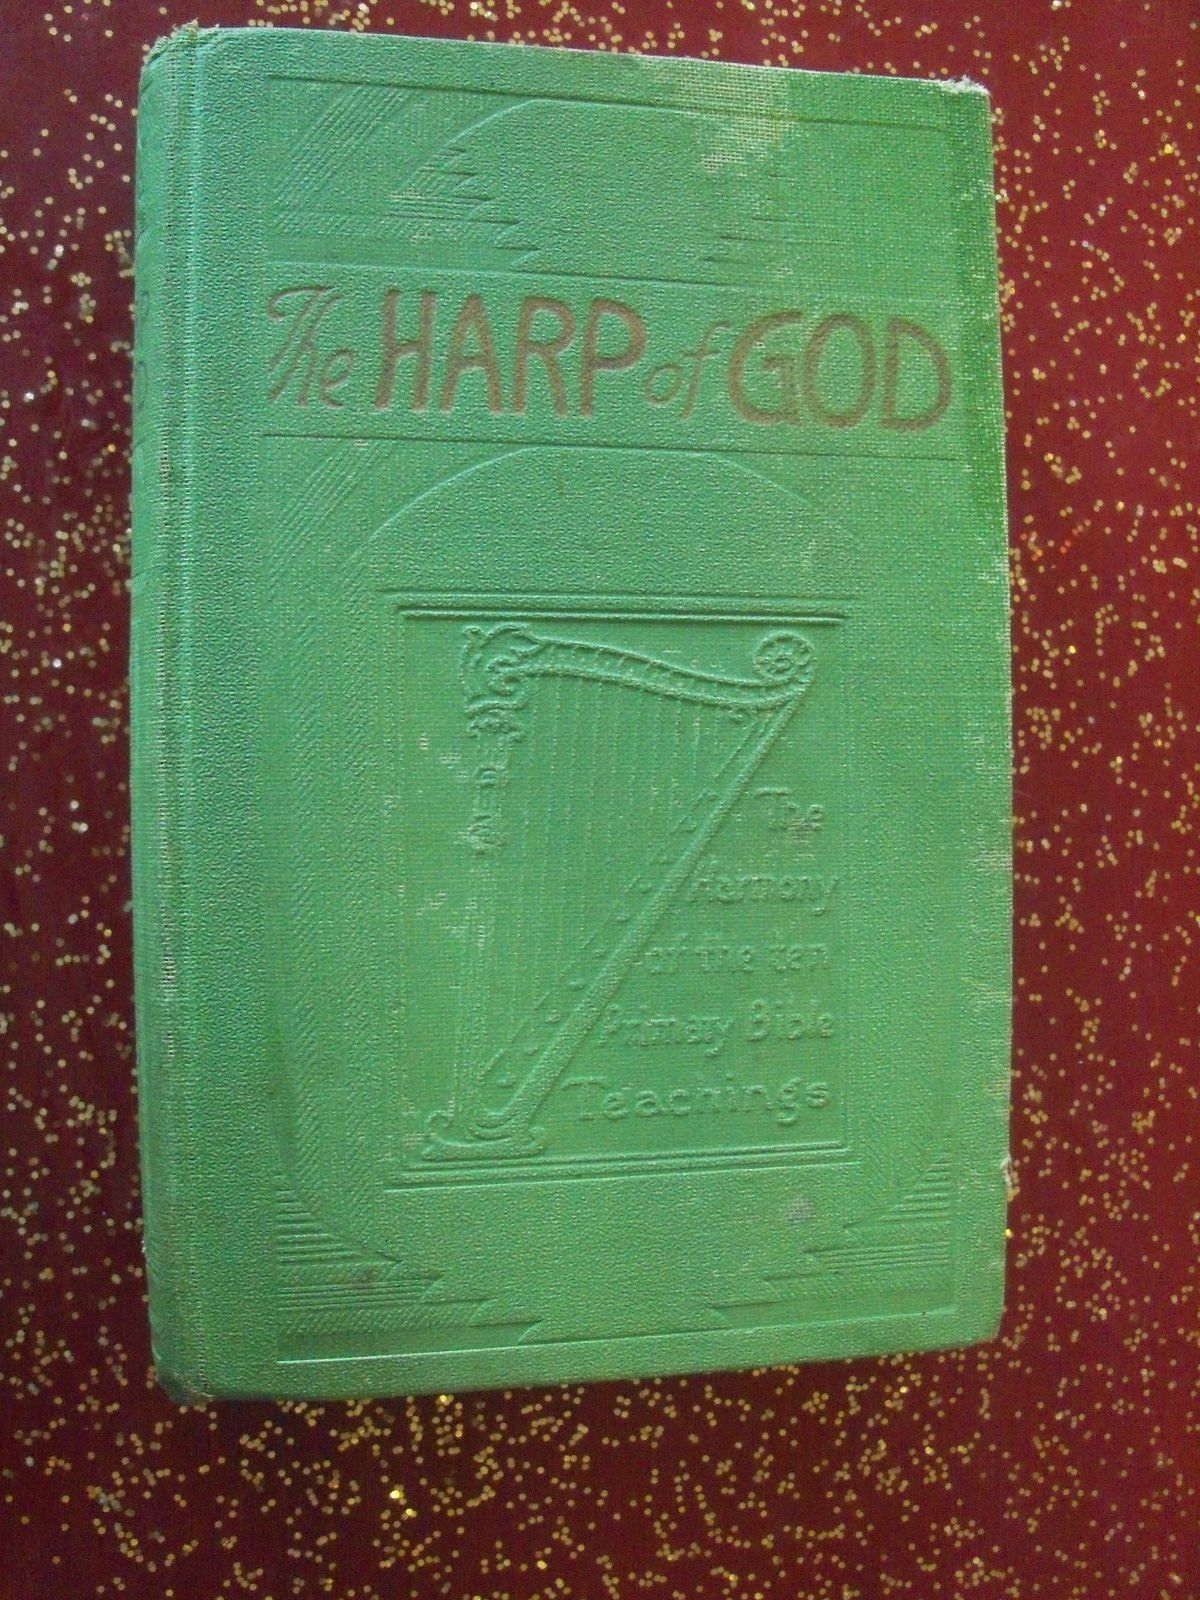 The HARP of GOD
The
Harmony
of the ten
Primary Bible
Teachings